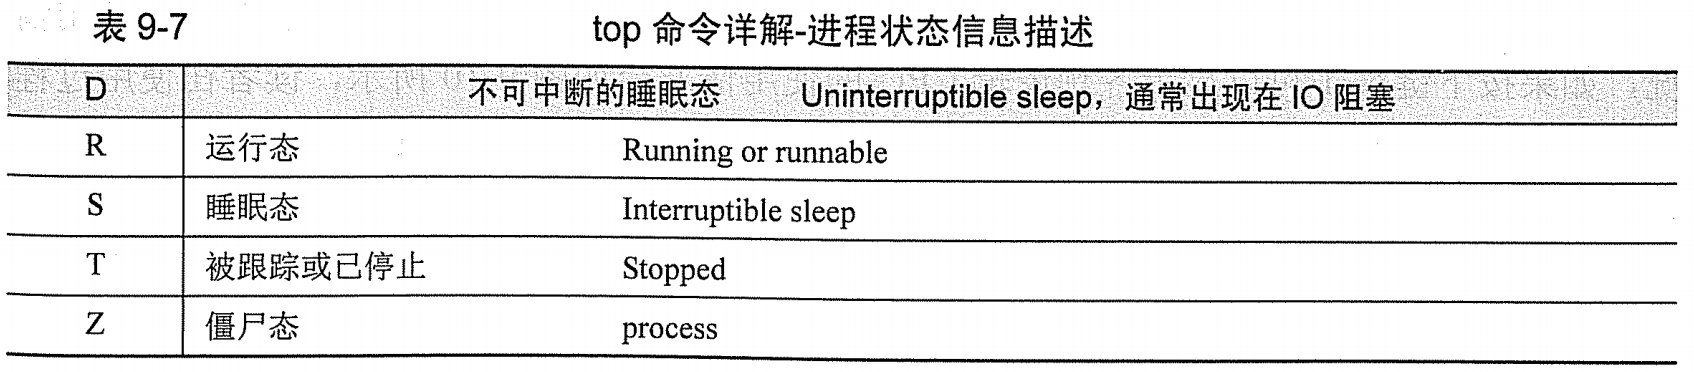 表 9-7 top 命令详解-进程状态信息描述
D 不可中断的睡眠态 Uninterruptible sleep，通常出现在 IO 阻塞
R 运行态 Running or runnable
S 睡眠态 Interruptible sleep
T 被跟踪或已停止 Stopped
Z 僵尸态 process